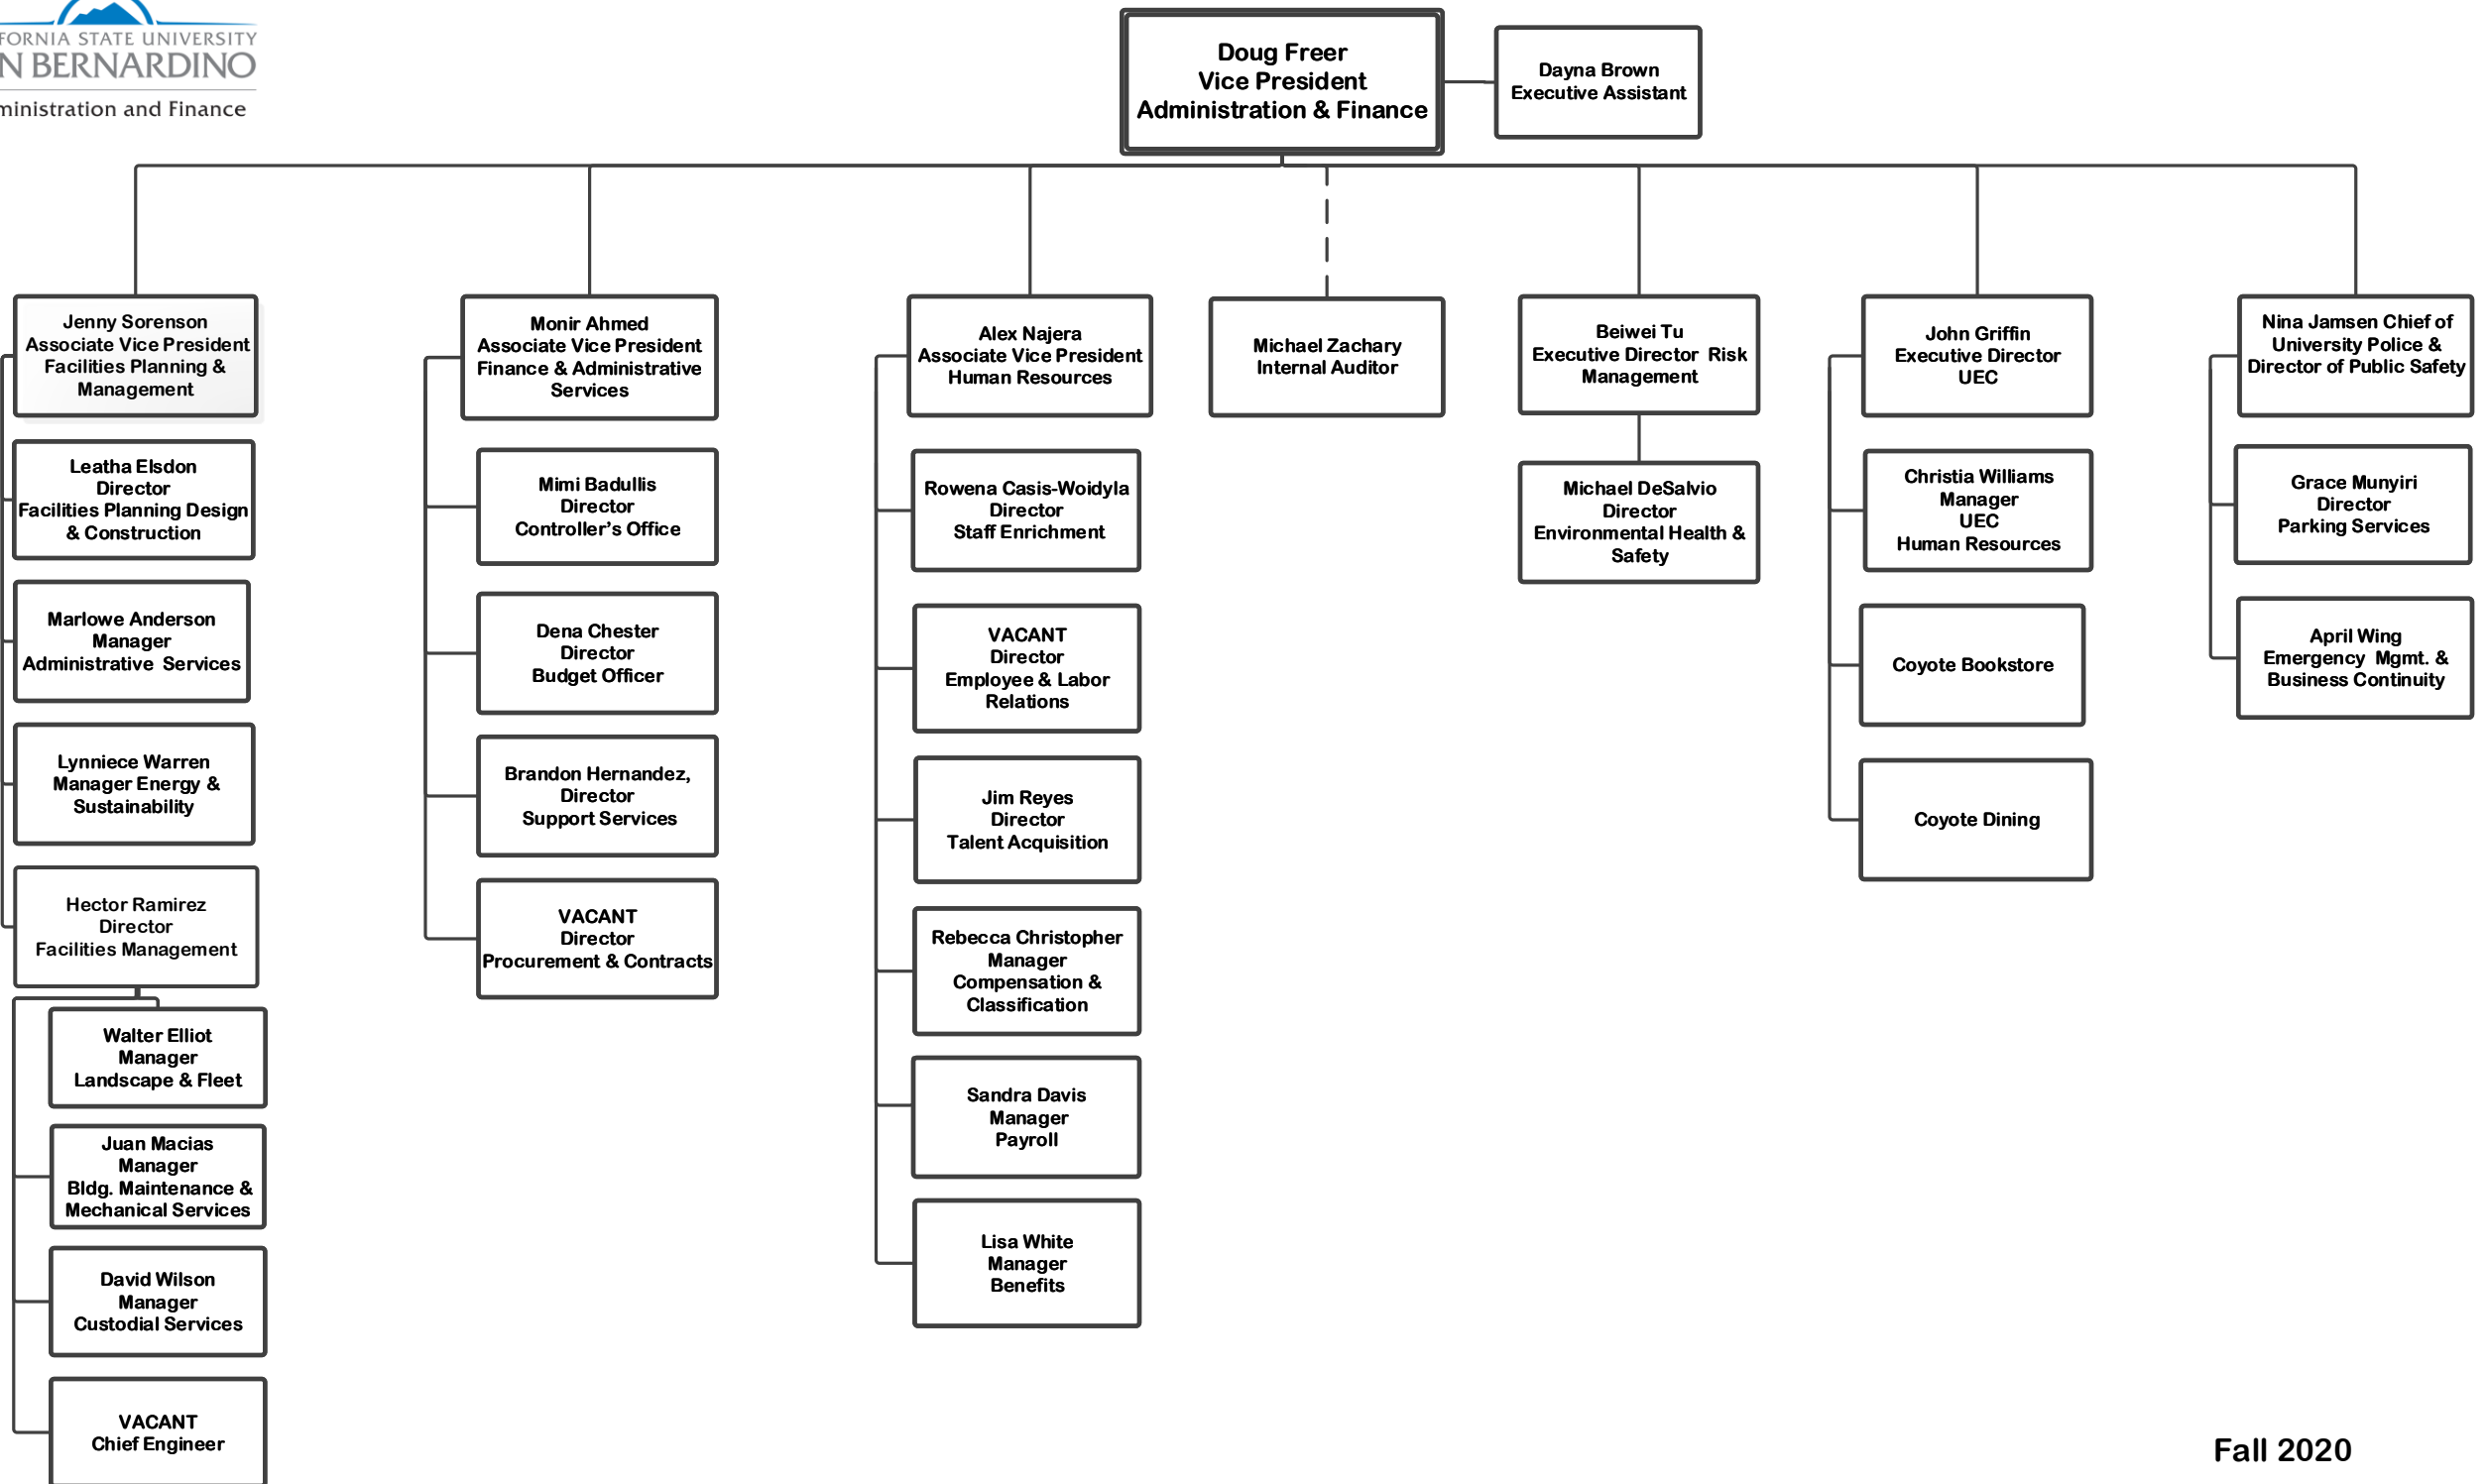 FORNIA STATE UNIVERSITY
N BERNARDINO
ministration and Finance
Doug Freer
Vice President
Administration & Finance
Dayna Brown
Executive Assistant
Jenny Sorenson
Associate Vice President
Facilities Planning &
Management
Leatha Elsdon
Director
Facilities Planning Design
& Construction
Marlowe Anderson
Manager
Administrative Services
Lynniece Warren
Manager Energy &
Sustainability
Hector Ramirez
Director
Facilities Management
Walter Elliot
Manager
Landscape & Fleet
Juan Macias
Manager
Bldg. Maintenance &
Mechanical Services
David Wilson
Manager
Custodial Services
VACANT
Chief Engineer
Monir Ahmed
Associate Vice President
Finance & Administrative
Services
Mimi Badullis
Director
Controller’s Office
Dena Chester
Director
Budget Officer
Brandon Hernandez,
Director
Support Services
VACANT
Director
Procurement & Contracts
Alex Najera
Associate Vice President
Human Resources
Rowena Casis-Woidyla
Director
Staff Enrichment
VACANT
Director
Employee & Labor
Relations
Jim Reyes
Director
Talent Acquisition
Rebecca Christopher
Manager
Compensation &
Classification
Sandra Davis
Manager
Payroll
Lisa White
Manager
Benefits
Michael Zachary
Internal Auditor
Beiwei Tu
Executive Director Risk
Management
Michael DeSalvio
Director
Environmental Health &
Safety
John Griffin
Executive Director
UEC
Christia Williams
Manager
UEC
Human Resources
Coyote Bookstore
Coyote Dining
Nina Jamsen Chief of
University Police &
Director of Public Safety
Grace Munyiri
Director
Parking Services
April Wing
Emergency Mgmt. &
Business Continuity
Fall 2020